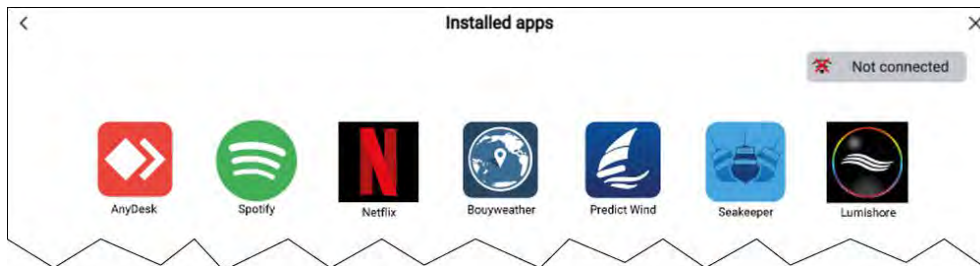 Installed apps
Not connected
AnyDesk
Spotify
N
Netflix
Bouyweather
Predict Wind
Seakeeper
Lumishore